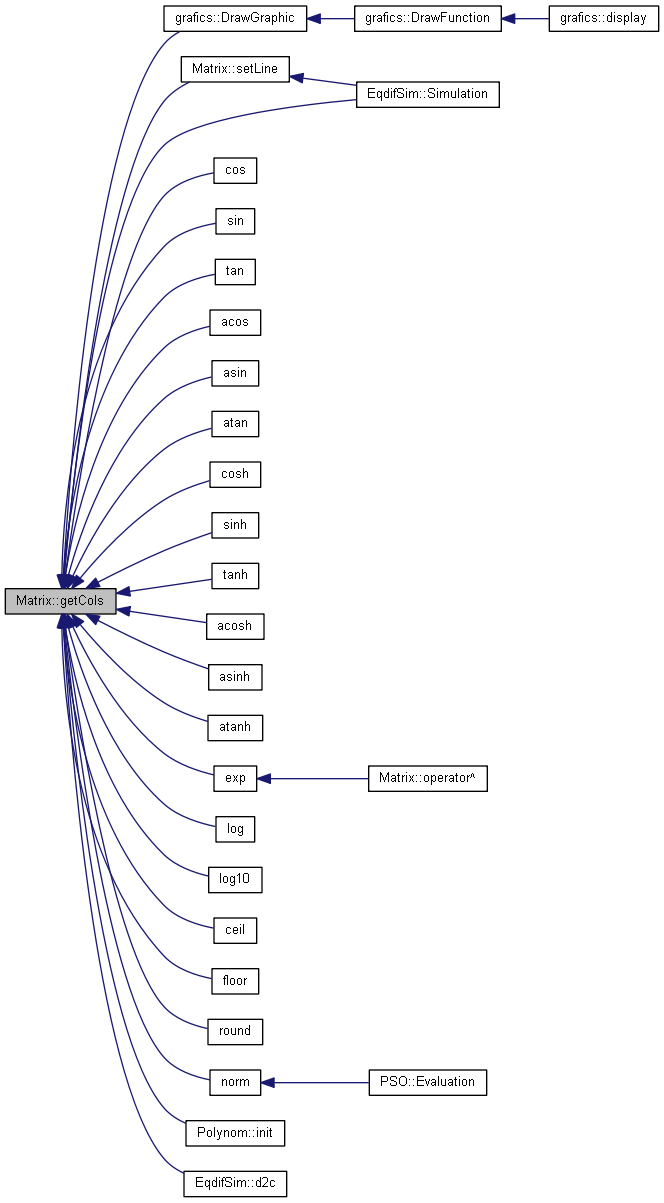 grafics::DrawGraphic
grafics::DrawFunction
grafics::display
Matrix::setLine
EqdifSim::Simulation
cos
sin
tan
acos
asin
atan
cosh
sinh
tanh
Matrix::getCols
acosh
asinh
atanh
exp
Matrix::operator^
log
log10
ceil
floor
round
norm
PSO::Evaluation
Polynom::init
EqdifSim::d2c